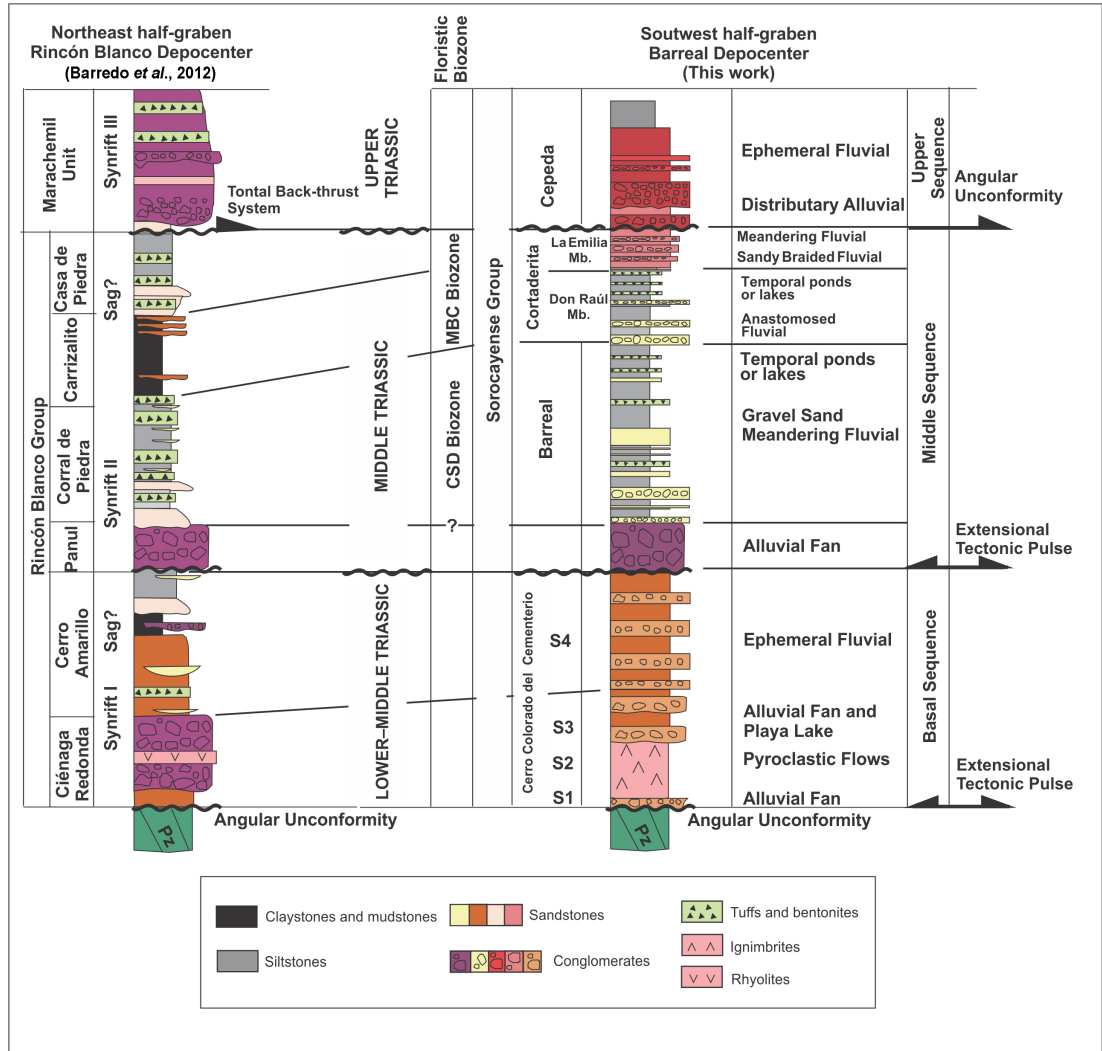 Northeast half-graben
Rincón Blanco Depocenter
(Barredo et al., 2012)
Floristic
Biozone
Soutwest half-graben
Barreal Depocenter
(This work)
Marachemil
Unit
Synrift III
Tontal Back-thrust
System
UPPER
TRIASSIC
Cepeda
Ephemeral Fluvial
Distributary Alluvial
Upper
Sequence
Angular
Unconformity
Rincón Blanco Group
Casa de
Piedra
Sag?
Carrizalito
Corral de
Piedra
Synrift II
Panul
MIDDLE TRIASSIC
MBC Biozone
CSD Biozone
?
Sorocayense Group
Cortaderita
La Emilia
Mb.
Don Raúl
Mb.
Barreal
Meandering Fluvial
Sandy Braided Fluvial
Temporal ponds
or lakes
Anastomosed
Fluvial
Temporal ponds
or lakes
Gravel Sand
Meandering Fluvial
Alluvial Fan
Middle Sequence
Extensional
Tectonic Pulse
Cerro
Amarillo
Sag?
Synrift I
Ciénaga
Redonda
LOWER–MIDDLE TRIASSIC
Cerro Colorado del Cementerio
S4
S3
S2
S1
Ephemeral Fluvial
Alluvial Fan and
Playa Lake
Pyroclastic Flows
Alluvial Fan
Basal Sequence
Extensional
Tectonic Pulse
Pz
Angular Unconformity
Pz
Angular Unconformity
Claystones and mudstones
Sandstones
Tuffs and bentonites
Ignimbrites
Siltstones
Conglomerates
Rhyolites